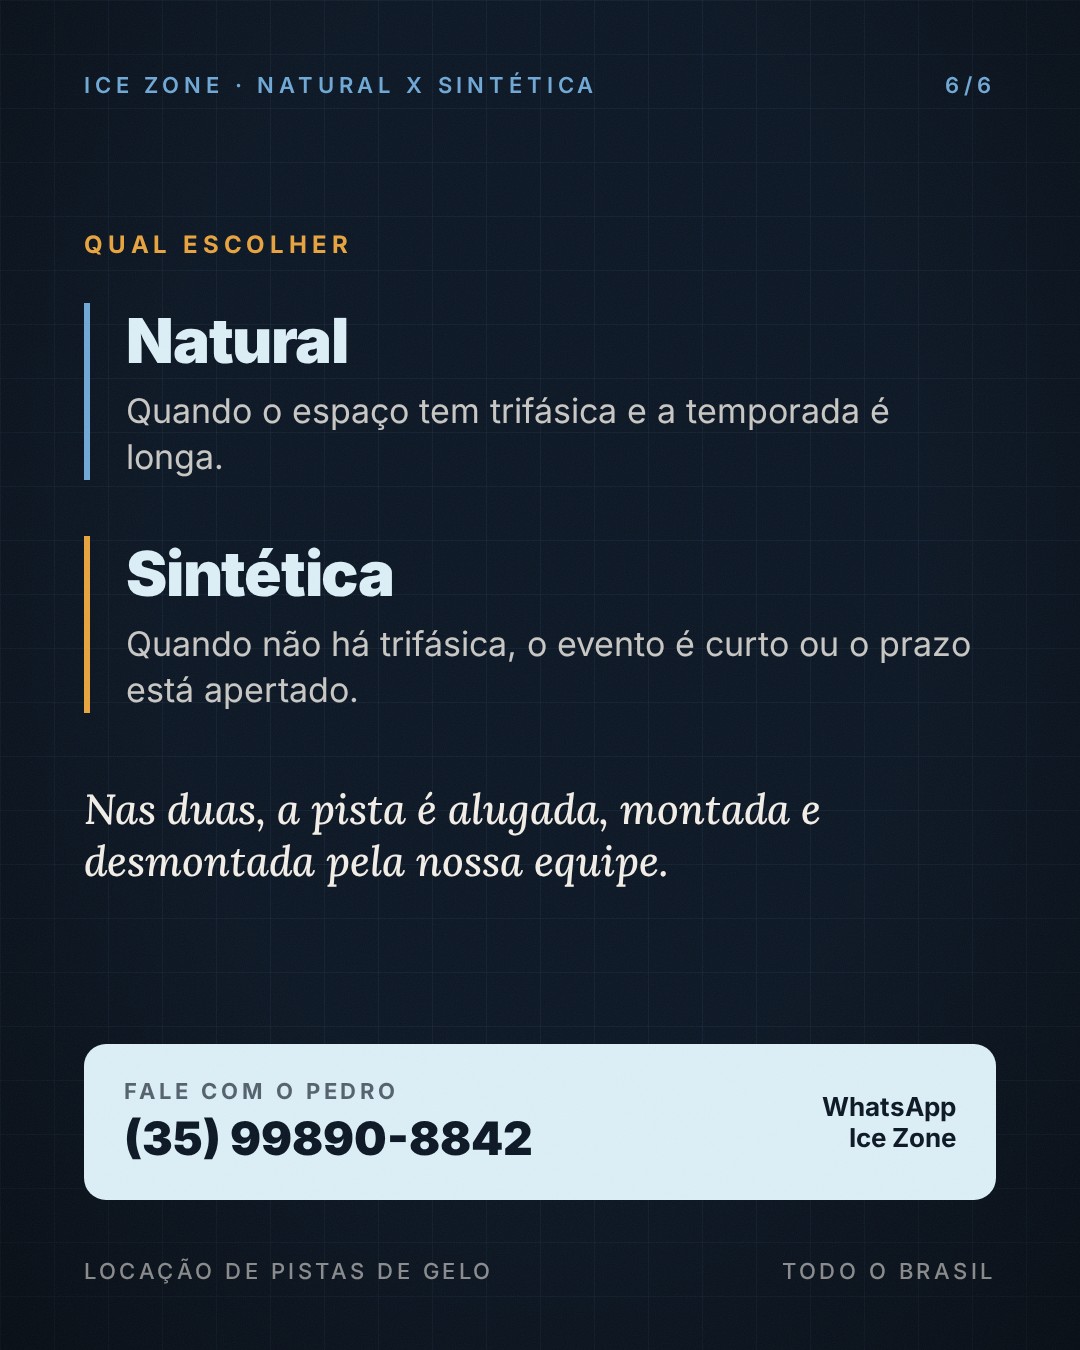 ICE ZONE · NATURAL X SINTÉTICA
6/6
QUAL ESCOLHER
Natural
Quando o espaço tem trifásica e a temporada é
longa.
Sintética
Quando não há trifásica, o evento é curto ou o prazo
está apertado.
Nas duas, a pista é alugada, montada e
desmontada pela nossa equipe.
FALE COM O PEDRO
(35) 99890-8842
WhatsApp
Ice Zone
LOCAÇÃO DE PISTAS DE GELO
TODO O BRASIL